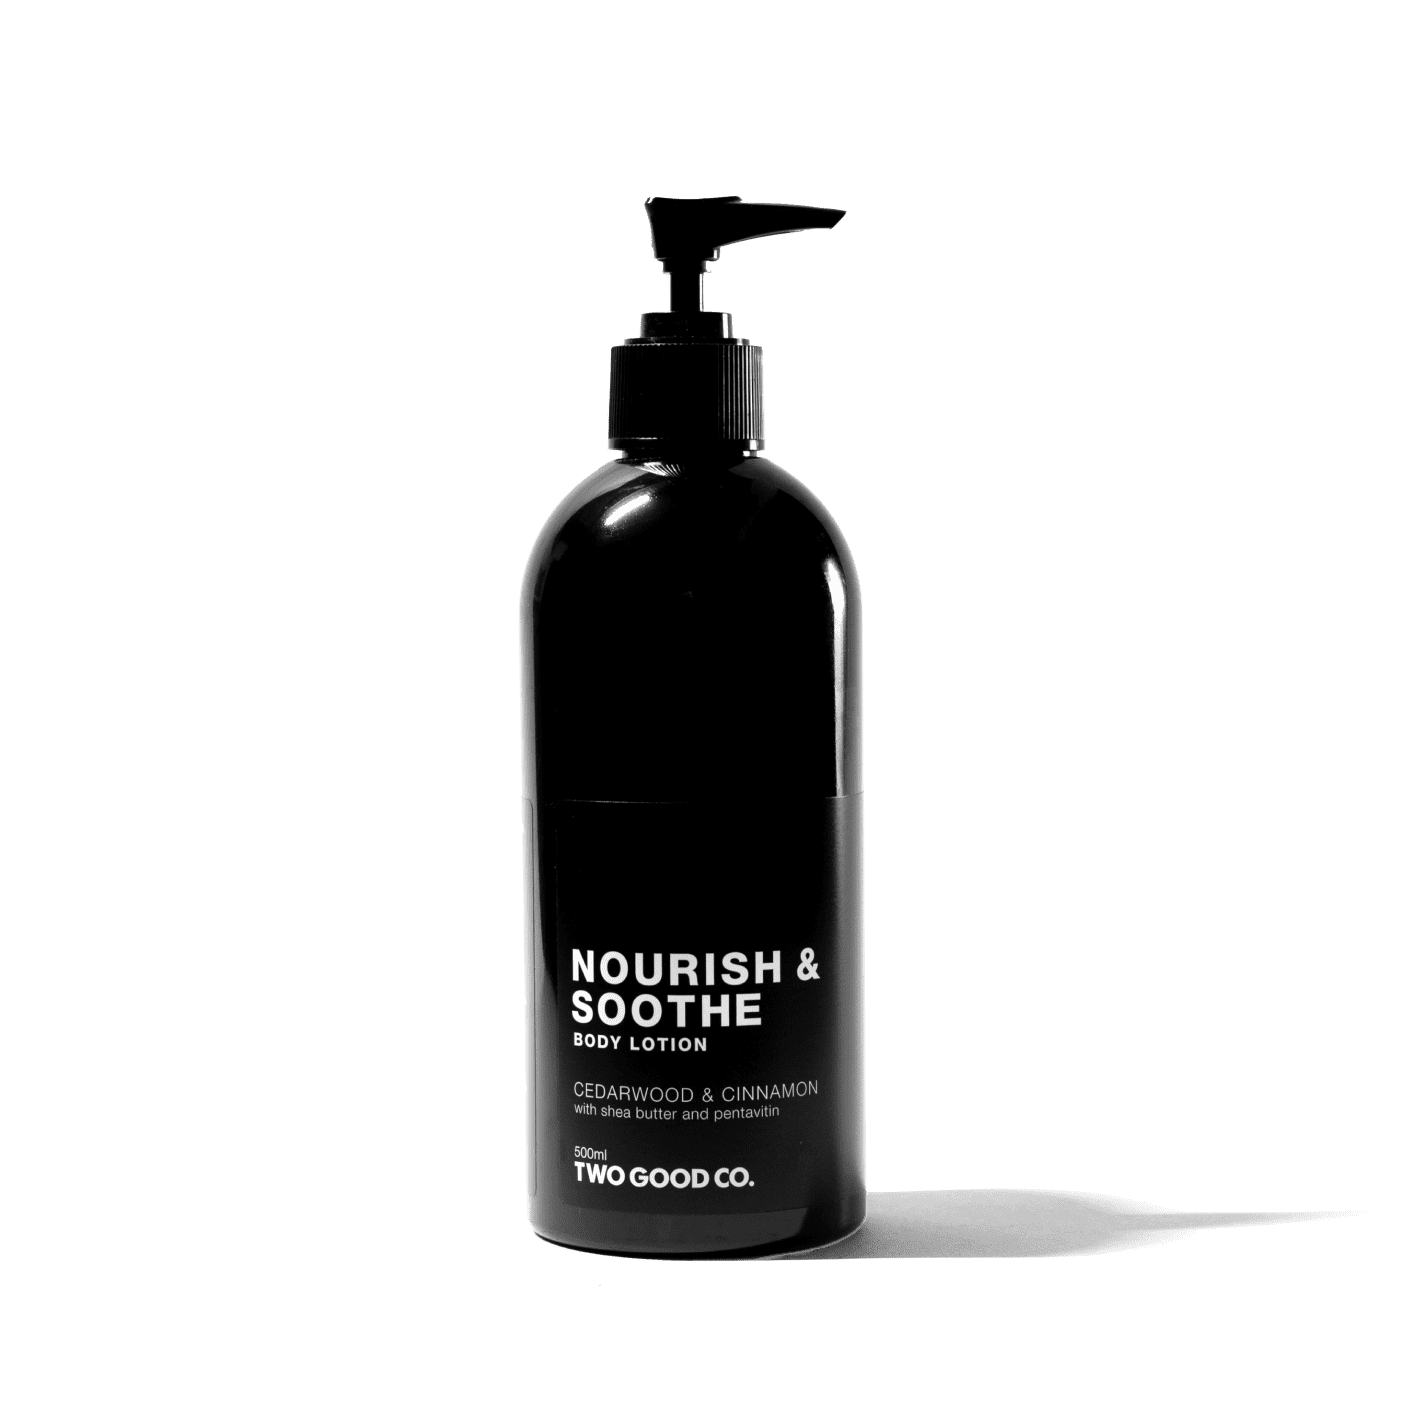 NOURISH &
SOOTHE
BODY LOTION
CEDARWOOD & CINNAMON
with shea butter and pentavitin
500ml
TWO GOOD CO.